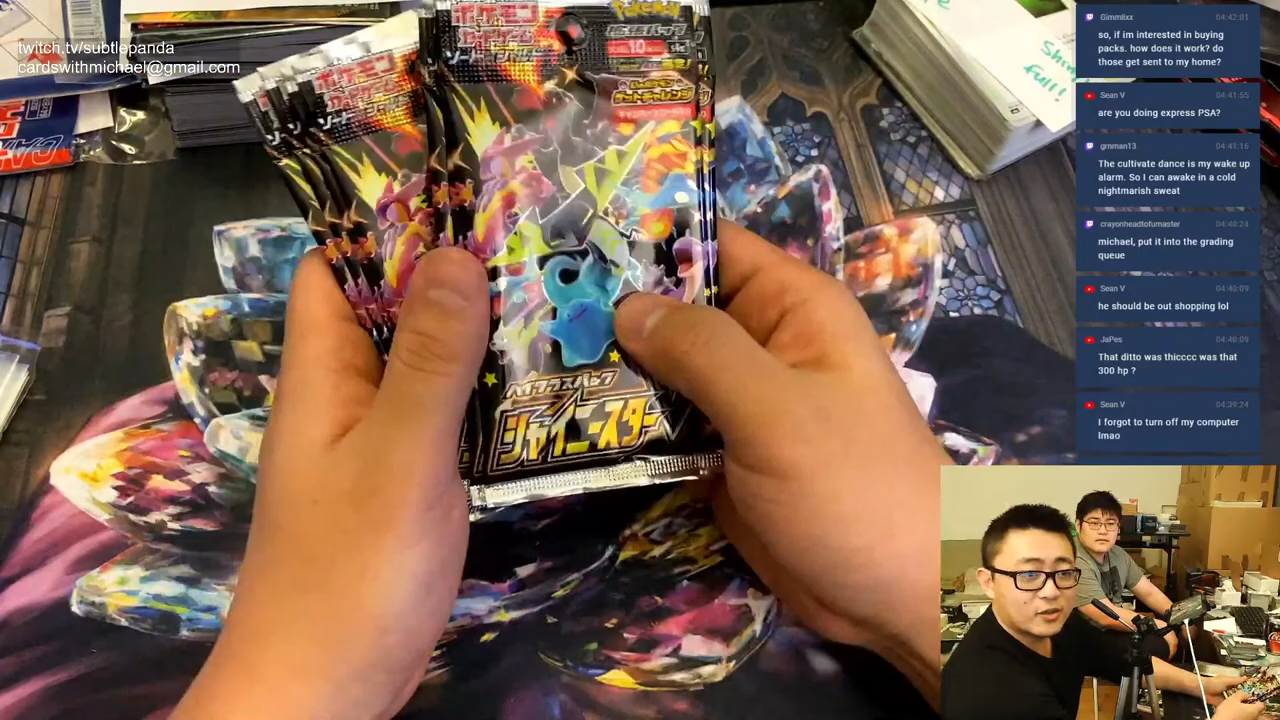 twitch.tv/subtlepanda
cardswithmichael@gmail.com
Pokémon
10
ハイクラスパック
シャイニースター
Shin
full!
Gimmiixx 04:42:01
so, if im interested in buying
packs. how does it work? do
those get sent to my home?
Sean V 04:41:55
are you doing express PSA?
grnman13 04:41:16
The cultivate dance is my wake up
alarm. So I can awake in a cold
nightmarish sweat
crayonheadtofumaster 04:40:24
michael, put it into the grading
queue
Sean V 04:40:09
he should be out shopping lol
JaPes 04:40:09
That ditto was thicccc was that
300 hp ?
Sean V 04:39:24
I forgot to turn off my computer
lmao